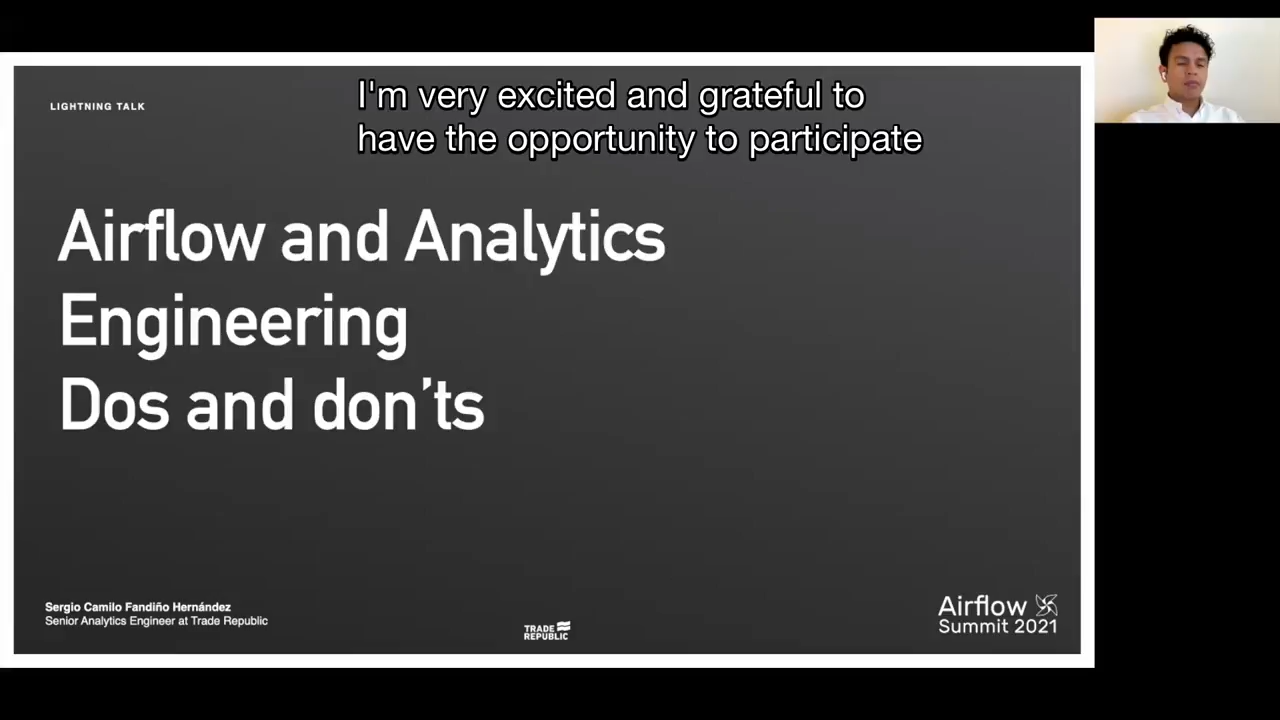 LIGHTNING TALK
I'm very excited and grateful to
have the opportunity to participate
Airflow and Analytics
Engineering
Dos and don’ts
Sergio Camilo Fandiño Hernández
Senior Analytics Engineer at Trade Republic
TRADE
REPUBLIC
Airflow
Summit 2021